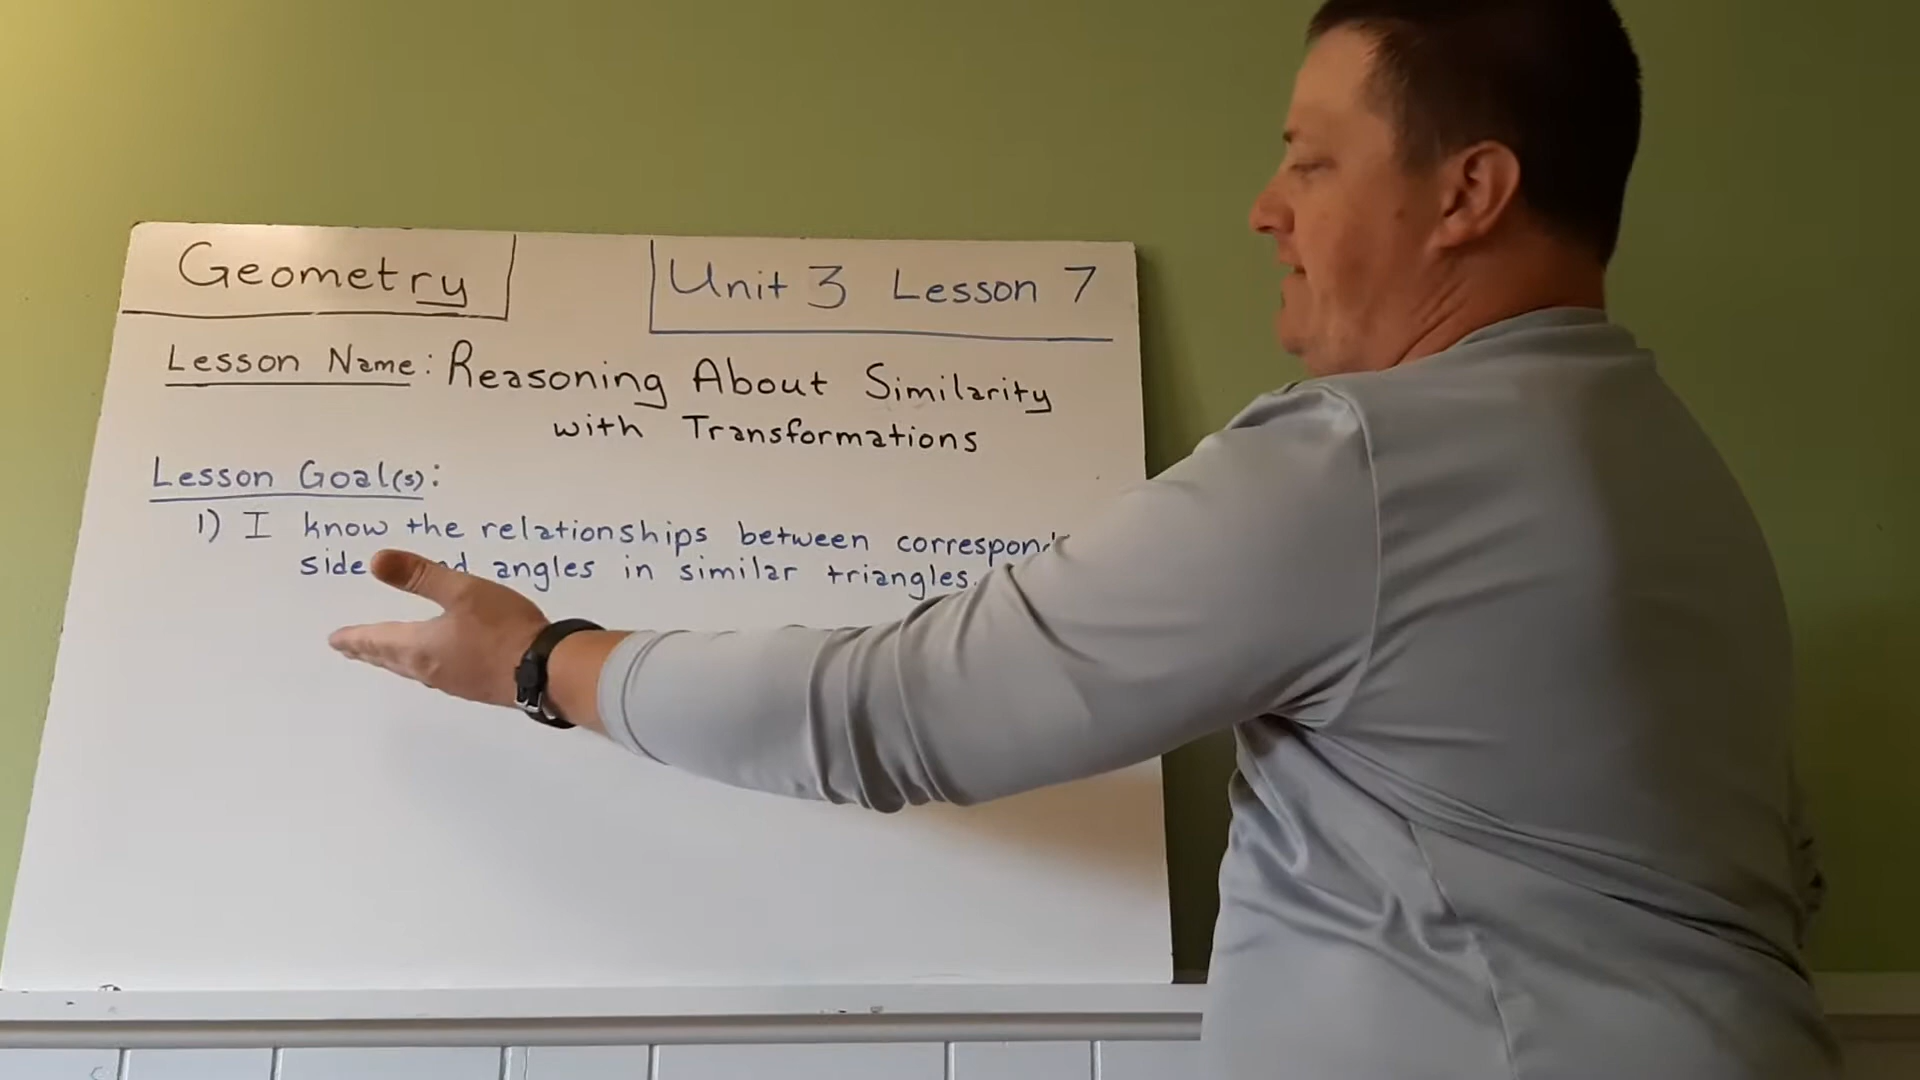 Geometry
Unit 3 Lesson 7
Lesson Name: Reasoning About Similarity
with Transformations
Lesson Goal(s):
1) I know the relationships between
angles in similar triangles.